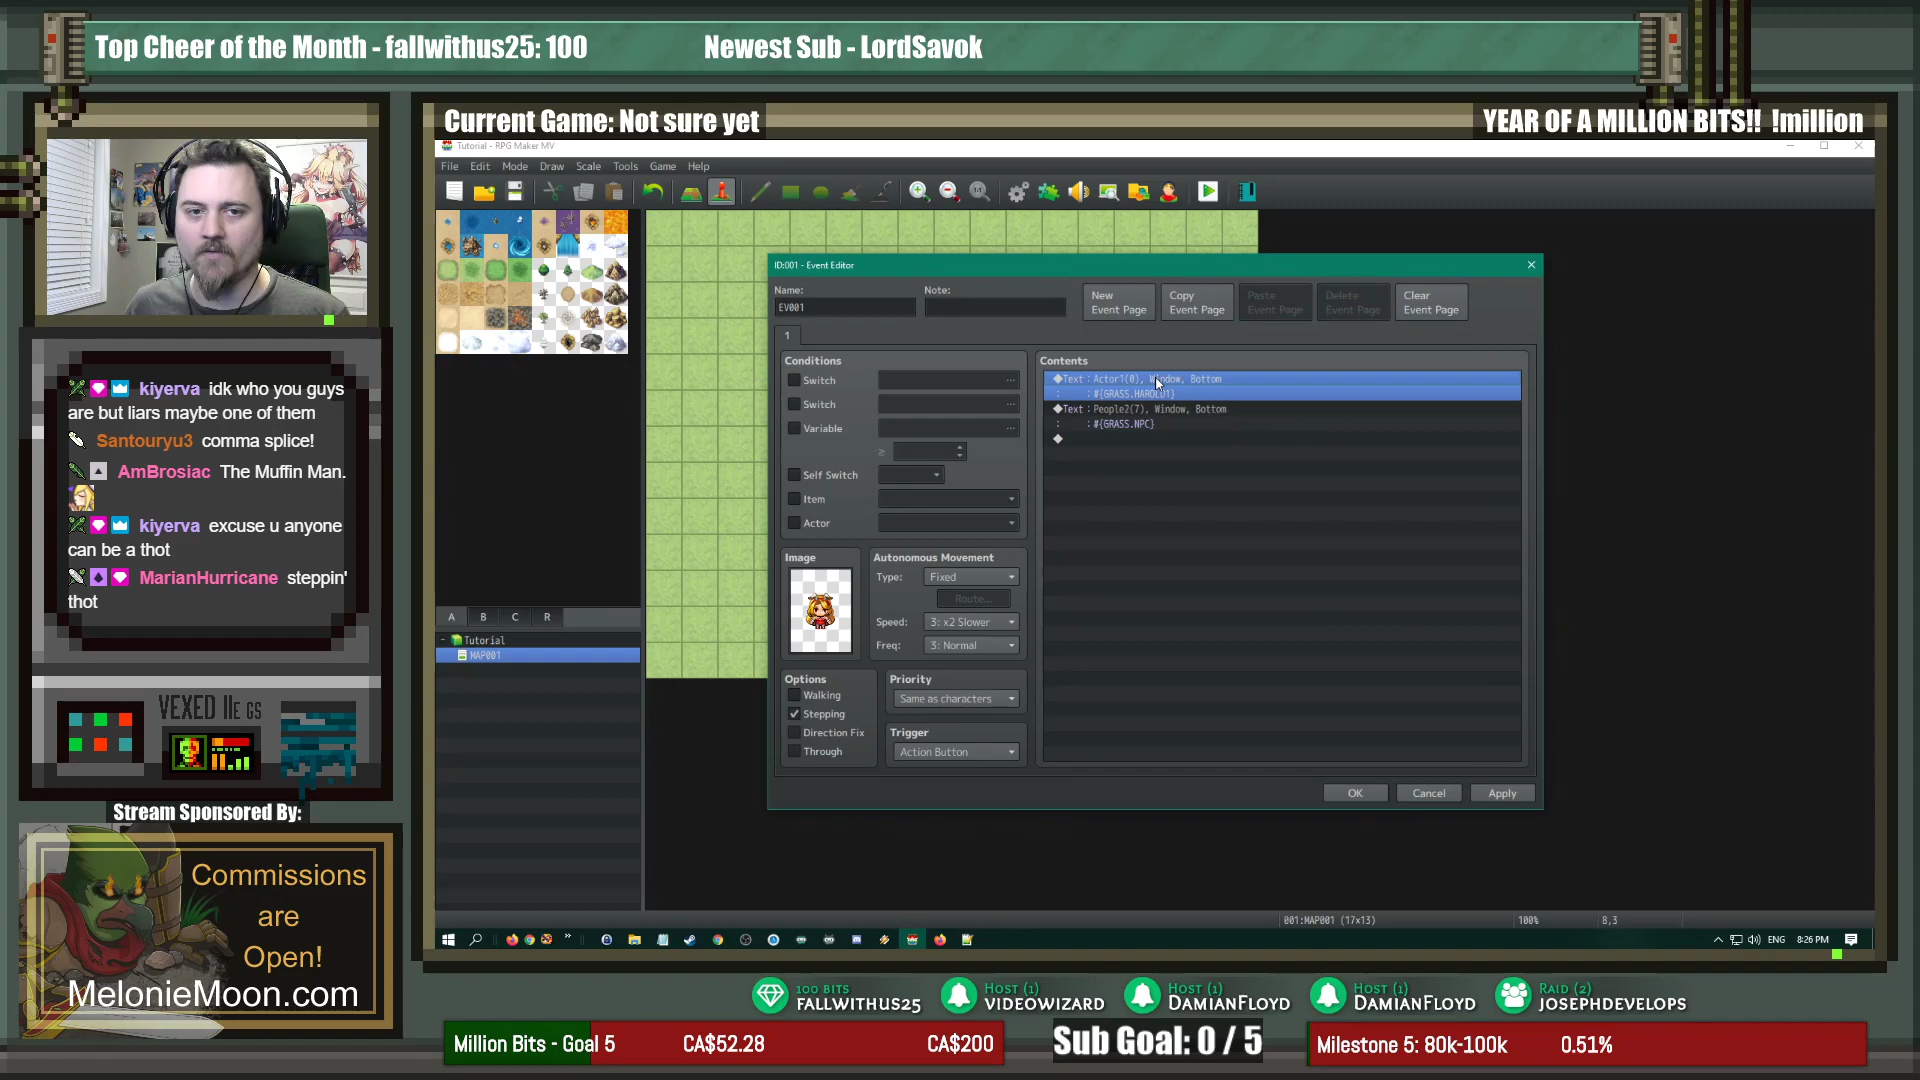 Top Cheer of the Month - fallwithus25: 100
Newest Sub - LordSavok
Current Game: Not sure yet
YEAR OF A MILLION BITS!! !million
Tutorial - RPG Maker MV
File Edit Mode Draw Scale Tools Game Help
kiyerva idk who you guys
are but liars maybe one of them
Santouryu3 comma splice!
AmBrosiac The Muffin Man.
kiyerva excuse u anyone
can be a thot
MarianHurricane steppin'
thot
VEXED IIE GS
Stream Sponsored By:
Commissions
are
Open!
MelonieMoon.com
A B C R
Tutorial
MAP001
ID:001 - Event Editor
Name:
Note:
EV001
New
Event Page
Copy
Event Page
Paste
Event Page
Delete
Event Page
Clear
Event Page
1
Conditions
Switch
Switch
Variable
≥
Self Switch
Item
Actor
Image
Autonomous Movement
Type: Fixed
Route...
Speed: 3: x2 Slower
Freq: 3: Normal
Options
Walking
Stepping
Direction Fix
Through
Priority
Same as characters
Trigger
Action Button
Contents
◆Text : Actor1(0), Window, Bottom
: : #{GRASS.HAROLD1}
◆Text : People2(7), Window, Bottom
: : #{GRASS.NPC}
◆
OK Cancel Apply
001:MAP001 (17x13) 100% 8,3
ENG 8:26 PM
100 BITS
FALLWITHUS25
HOST (1)
VIDEOWIZARD
HOST (1)
DAMIANFLOYD
HOST (1)
DAMIANFLOYD
RAID (2)
JOSEPHDEVELOPS
Million Bits - Goal 5 CA$52.28 CA$200
Sub Goal: 0 / 5
Milestone 5: 80k-100k 0.51%